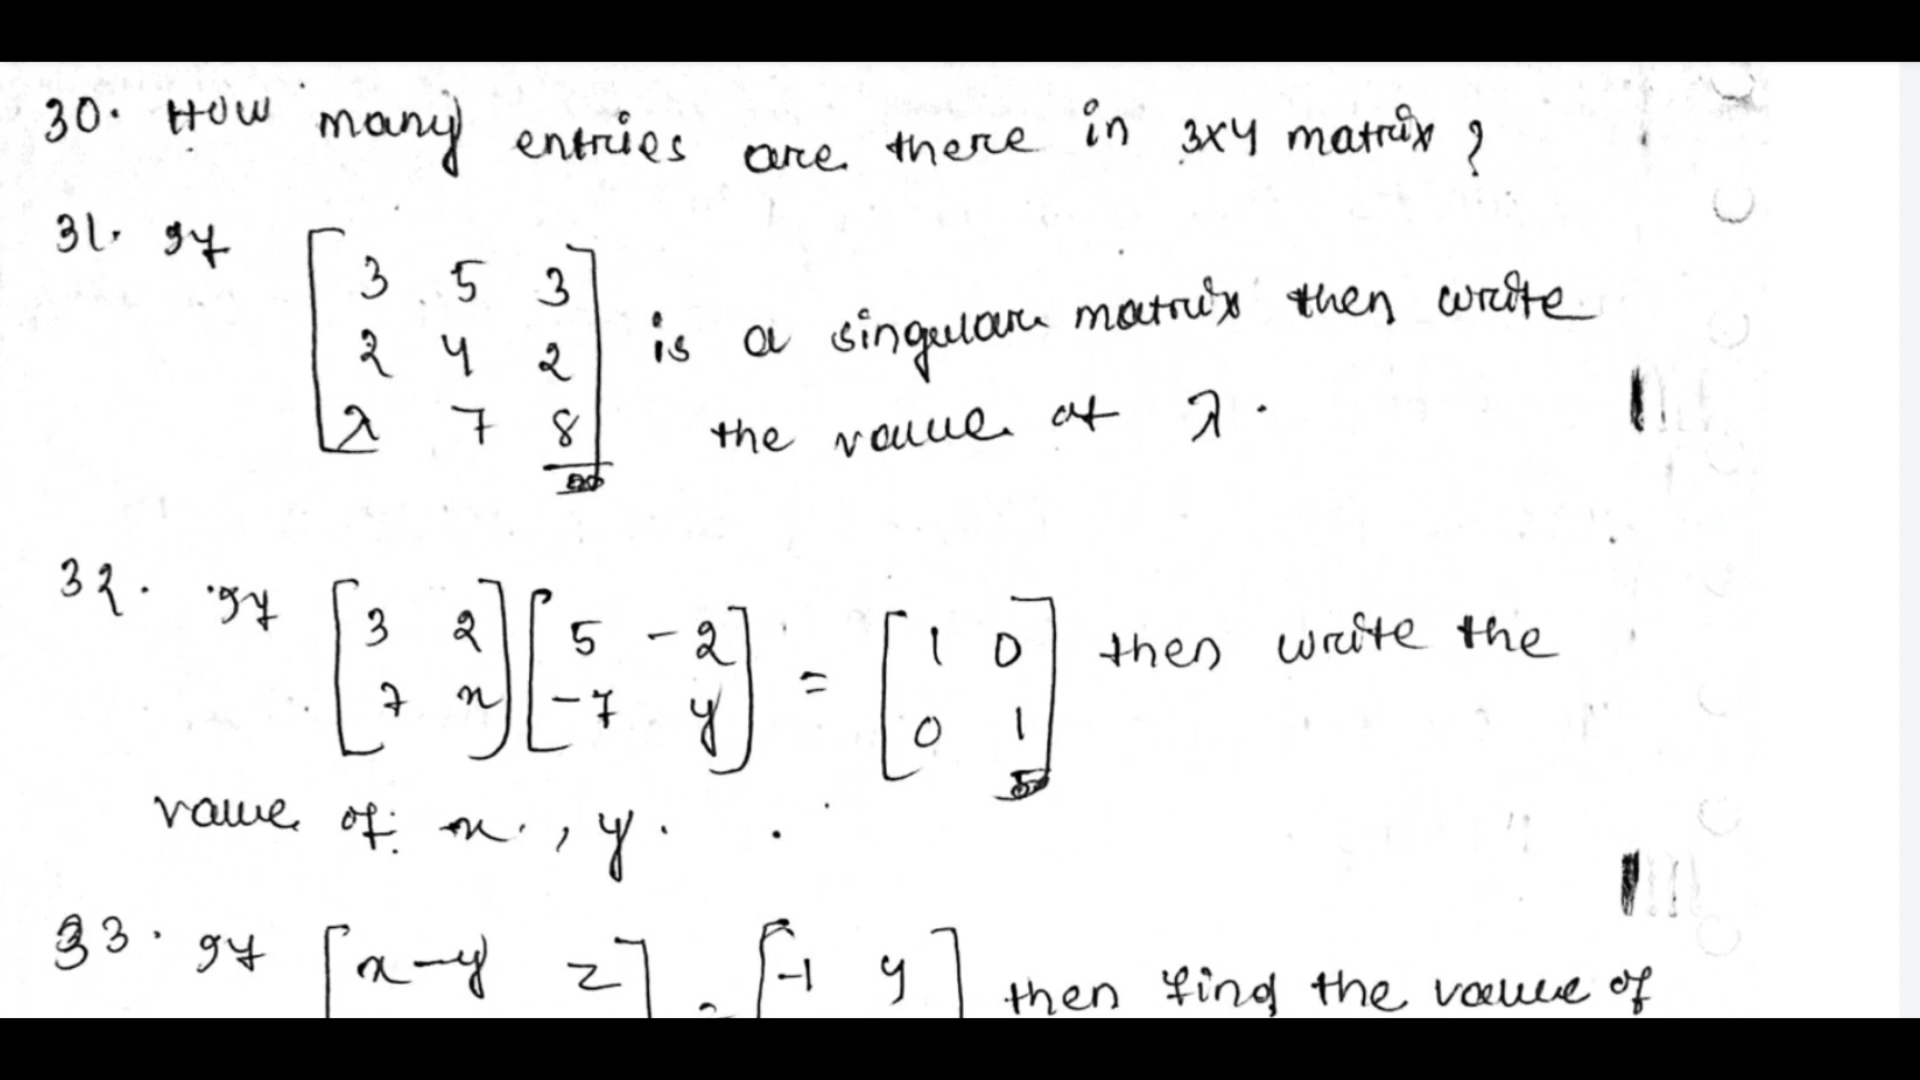 30. How many entries are there in 3x4 matrix ?
31. If [3 5 3
2 4 2 is a singular matrix then write
λ 7 8] the value of λ.
32. If [3 2 7 x] [5 -2 -7 y] = [1 0 0 1] then write the
value of x, y.
33. If [x-y z] = [-1 4] then find the value of